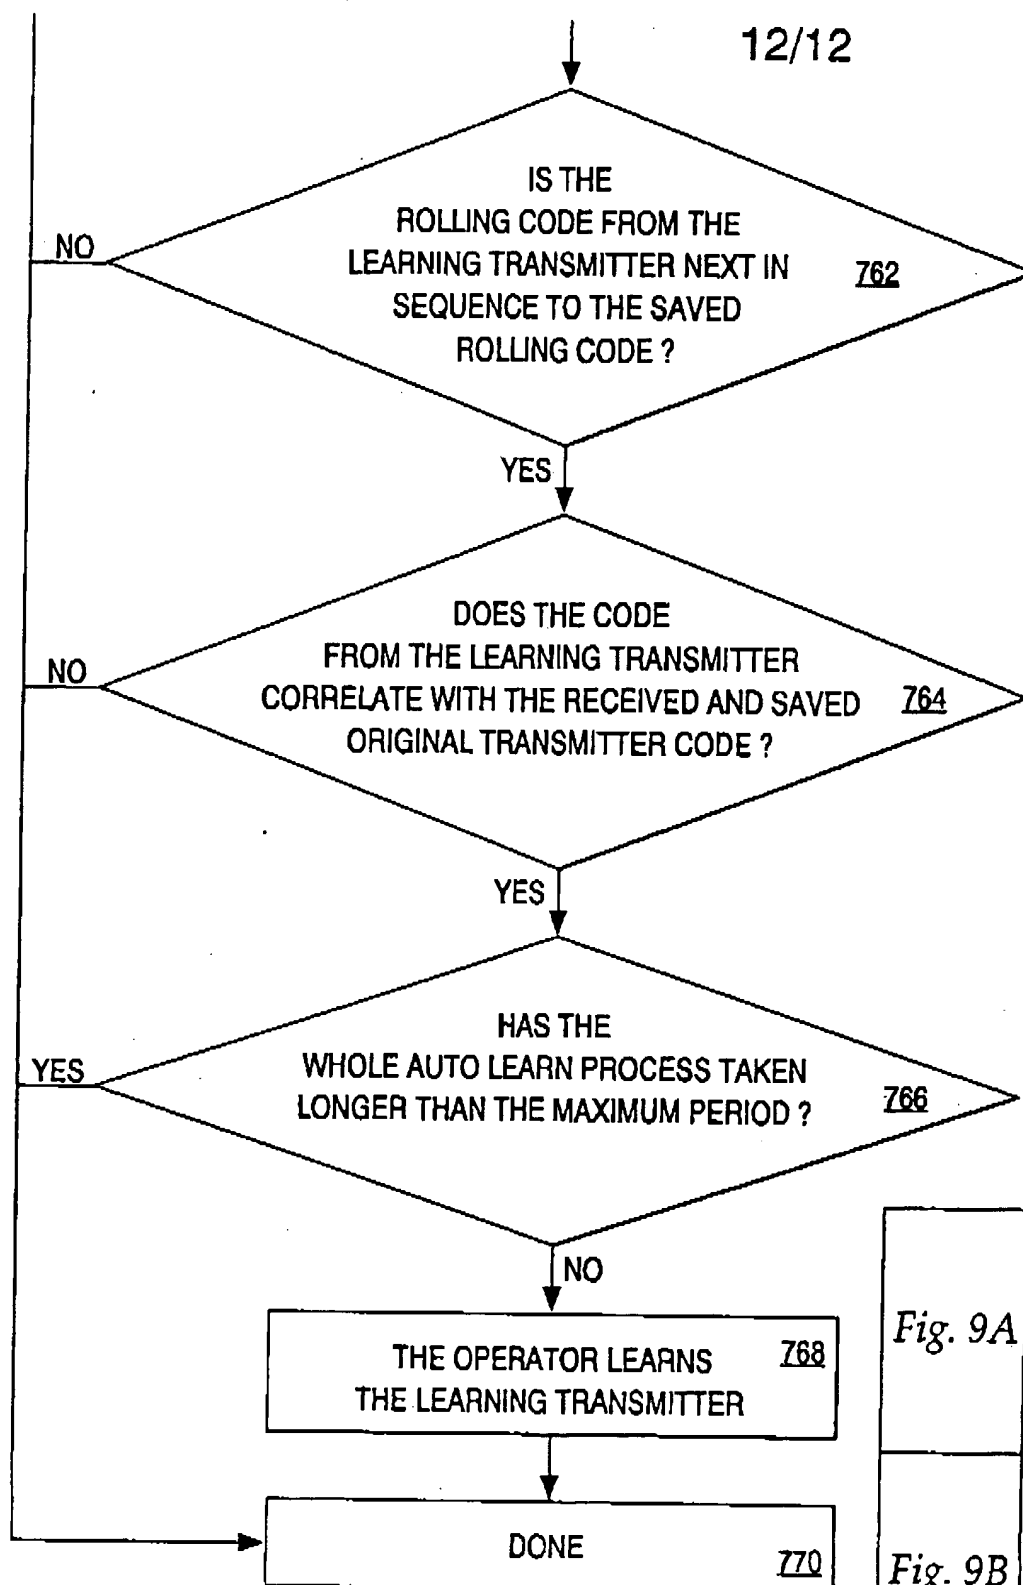 12/12
IS THE
ROLLING CODE FROM THE
LEARNING TRANSMITTER NEXT IN
SEQUENCE TO THE SAVED
ROLLING CODE ?
762
NO
YES
DOES THE CODE
FROM THE LEARNING TRANSMITTER
CORRELATE WITH THE RECEIVED AND SAVED
ORIGINAL TRANSMITTER CODE ?
764
NO
YES
HAS THE
WHOLE AUTO LEARN PROCESS TAKEN
LONGER THAN THE MAXIMUM PERIOD ?
766
YES
NO
THE OPERATOR LEARNS
THE LEARNING TRANSMITTER
768
DONE
770
Fig. 9A
Fig. 9B